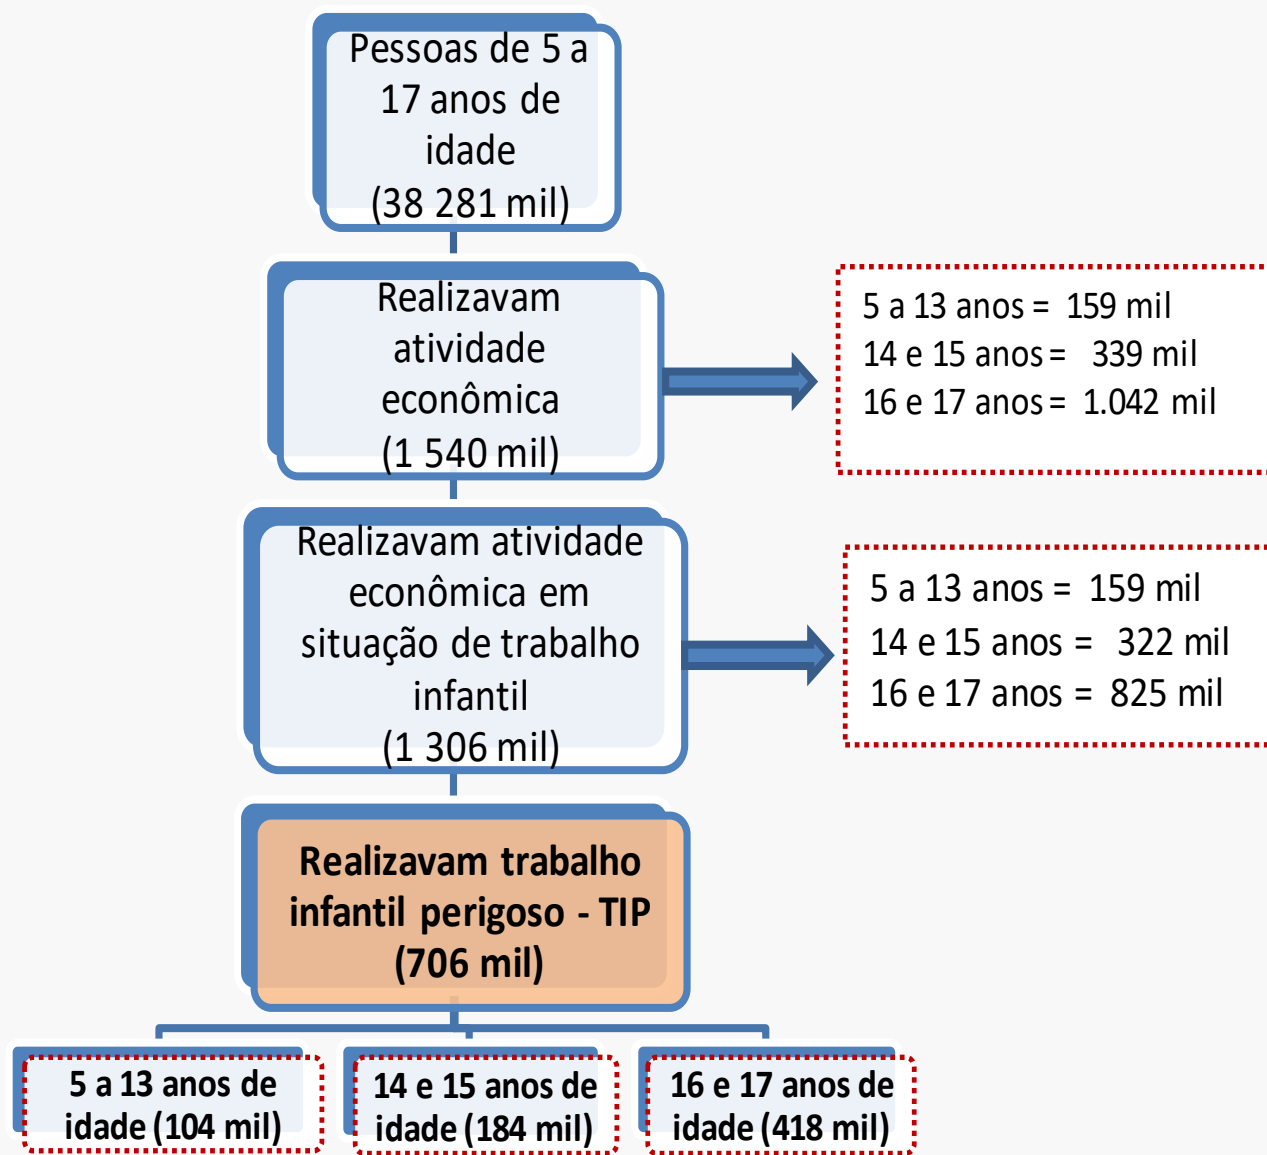 Pessoas de 5 a
17 anos de
idade
(38 281 mil)
Realizavam
atividade
econômica
(1 540 mil)
5 a 13 anos = 159 mil
14 e 15 anos = 339 mil
16 e 17 anos = 1.042 mil
Realizavam atividade
econômica em
situação de trabalho
infantil
(1 306 mil)
5 a 13 anos = 159 mil
14 e 15 anos = 322 mil
16 e 17 anos = 825 mil
Realizavam trabalho
infantil perigoso - TIP
(706 mil)
5 a 13 anos de
idade (104 mil)
14 e 15 anos de
idade (184 mil)
16 e 17 anos de
idade (418 mil)